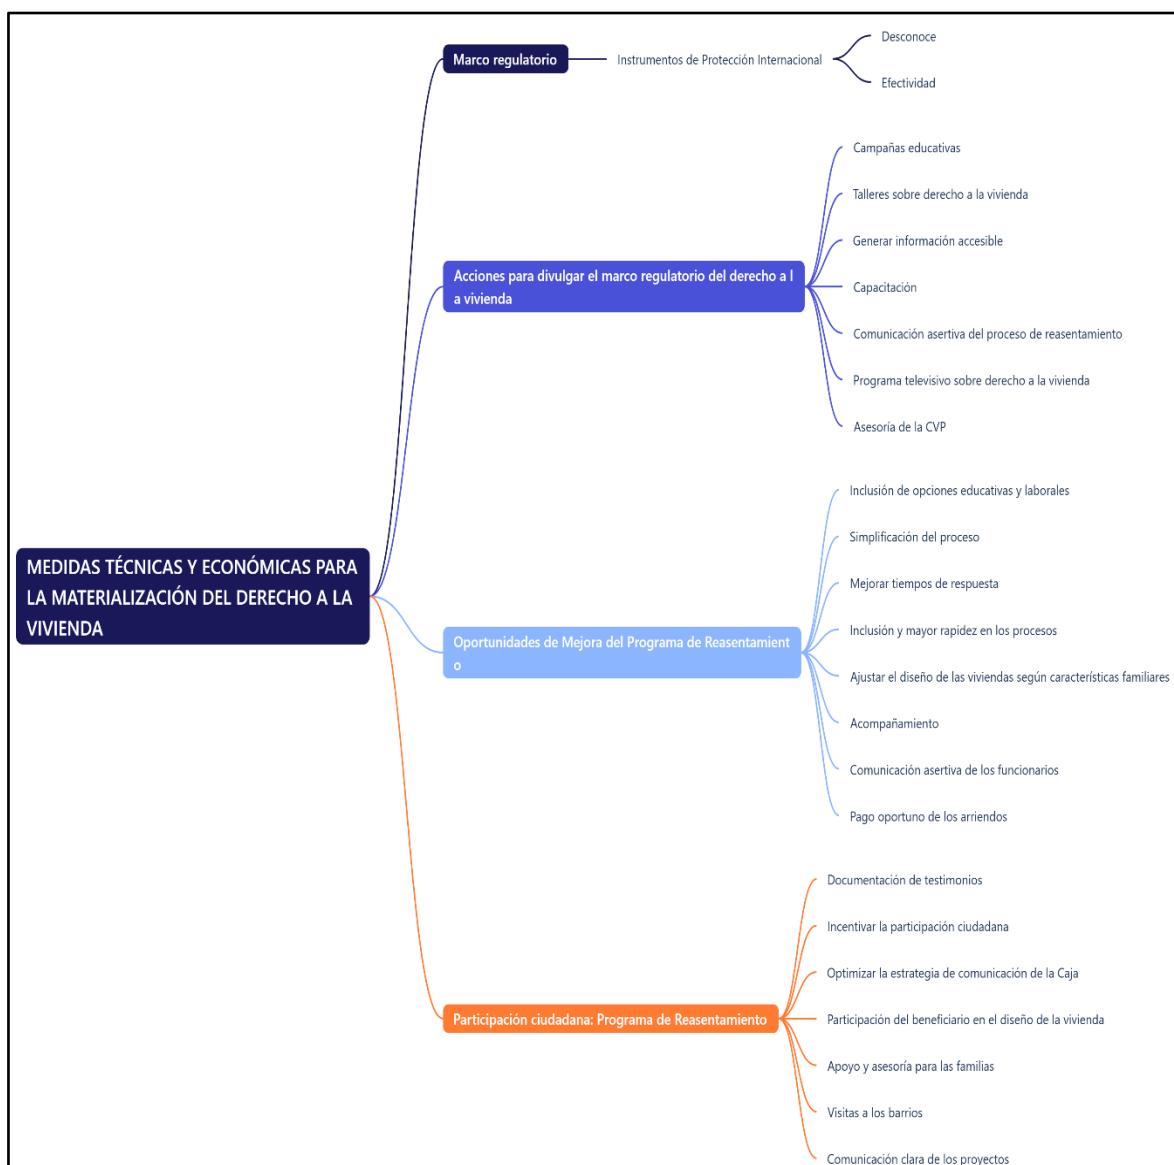 MEDIDAS TÉCNICAS Y ECONÓMICAS PARA
LA MATERIALIZACIÓN DEL DERECHO A LA
VIVIENDA
Marco regulatorio
Instrumentos de Protección Internacional
Desconoce
Efectividad
Acciones para divulgar el marco regulatorio del derecho a l
a vivienda
Campañas educativas
Talleres sobre derecho a la vivienda
Generar información accesible
Capacitación
Comunicación asertiva del proceso de reasentamiento
Programa televisivo sobre derecho a la vivienda
Asesoría de la CVP
Oportunidades de Mejora del Programa de Reasentamient
o
Inclusión de opciones educativas y laborales
Simplificación del proceso
Mejorar tiempos de respuesta
Inclusión y mayor rapidez en los procesos
Ajustar el diseño de las viviendas según características familiares
Acompañamiento
Comunicación asertiva de los funcionarios
Pago oportuno de los arriendos
Participación ciudadana: Programa de Reasentamiento
Documentación de testimonios
Incentivar la participación ciudadana
Optimizar la estrategia de comunicación de la Caja
Participación del beneficiario en el diseño de la vivienda
Apoyo y asesoría para las familias
Visitas a los barrios
Comunicación clara de los proyectos